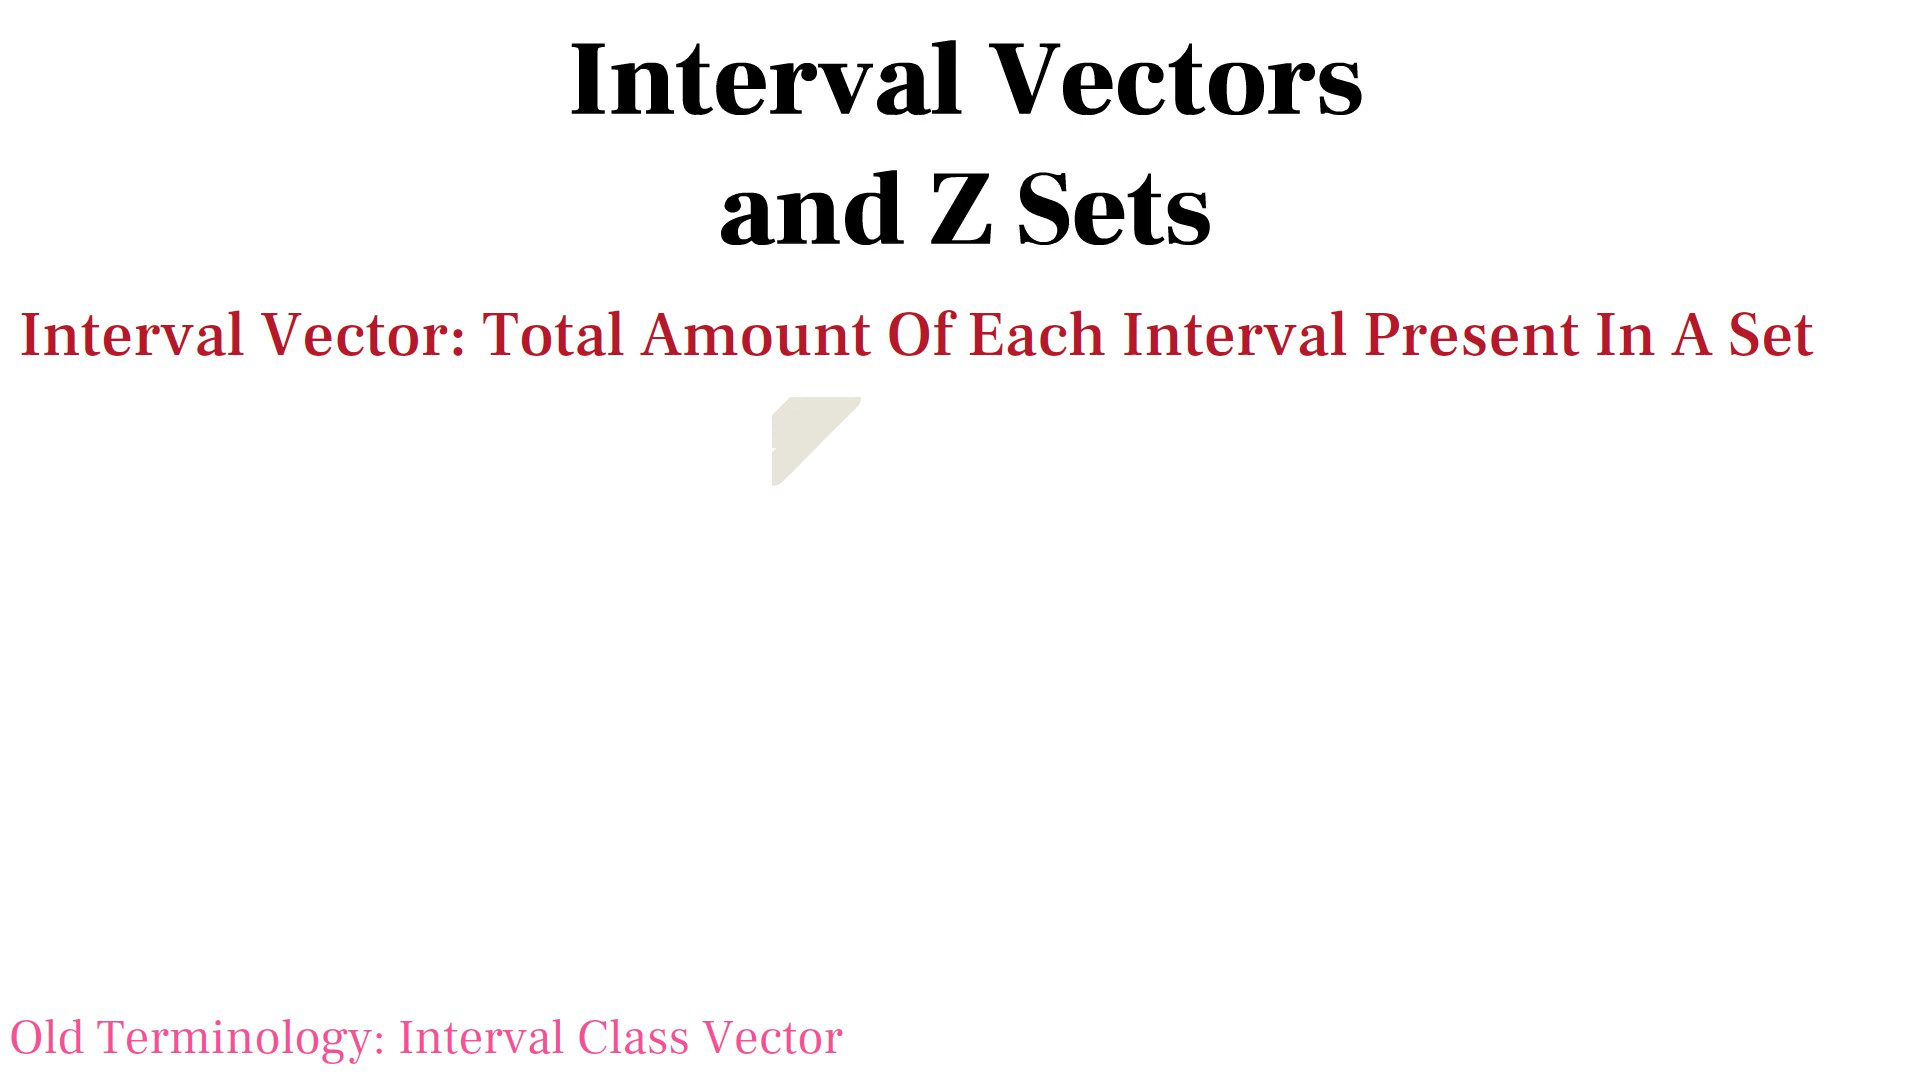 Interval Vectors
and Z Sets
Interval Vector: Total Amount Of Each Interval Present In A Set
Old Terminology: Interval Class Vector